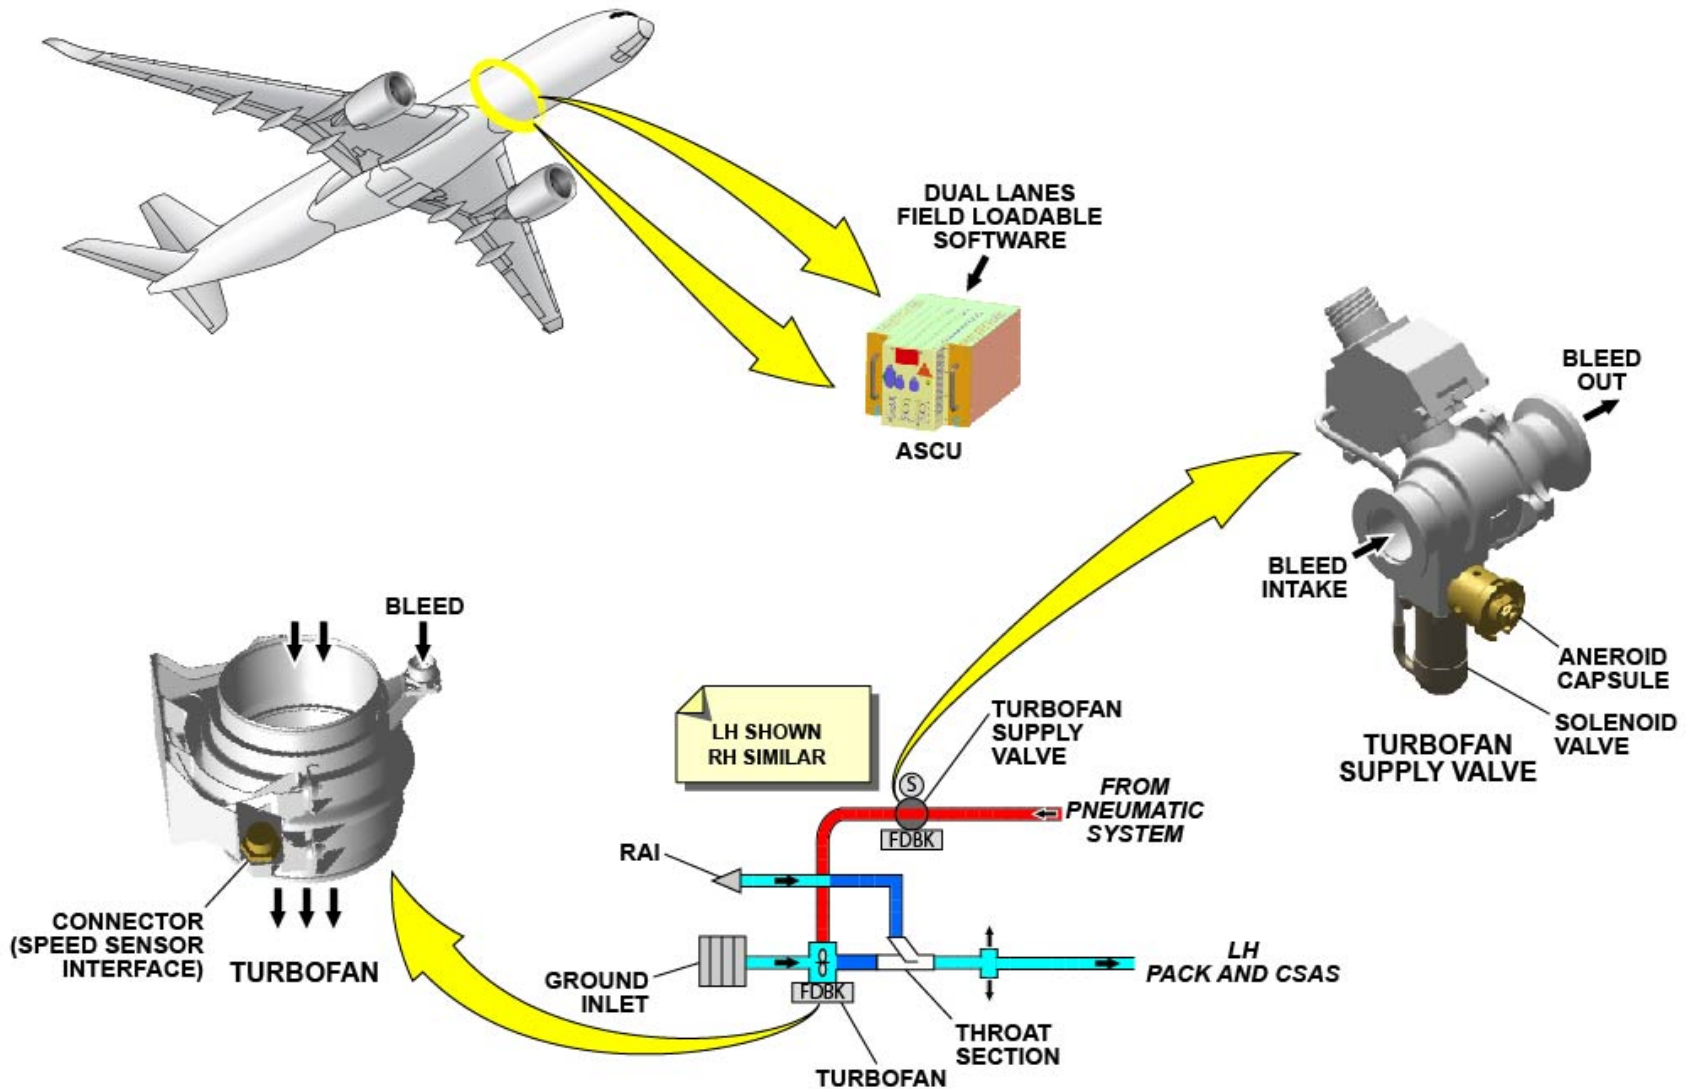 DUAL LANES
FIELD LOADABLE
SOFTWARE
ASCU
BLEED
OUT
BLEED
INTAKE
ANEROID
CAPSULE
SOLENOID
VALVE
TURBOFAN
SUPPLY VALVE
BLEED
CONNECTOR
(SPEED SENSOR
INTERFACE)
TURBOFAN
LH SHOWN
RH SIMILAR
TURBOFAN
SUPPLY
VALVE
S
FDBK
FROM
PNEUMATIC
SYSTEM
RAI
GROUND
INLET
FDBK
LH
PACK AND CSAS
THROAT
SECTION
TURBOFAN